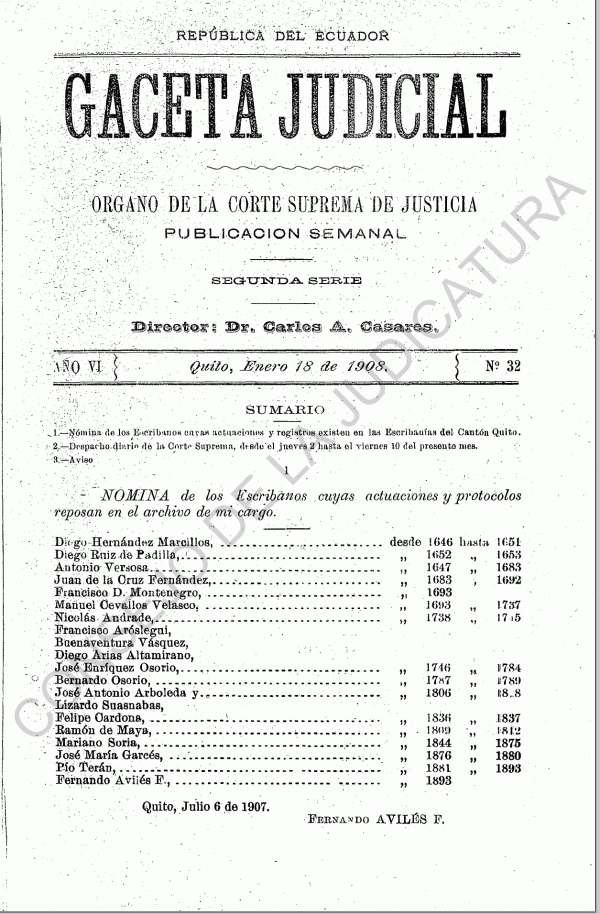 REPÚBLICA DEL ECUADOR
GACETA JUDICIAL
ORGANO DE LA CORTE SUPREMA DE JUSTICIA
PUBLICACION SEMANAL
SEGUNDA SERIE
Director: Dr. Carlos A. Casares.
AÑO VI } Quito, Enero 18 de 1908. { Nº 32
SUMARIO
1.—Nómina de los Escribanos cuyas actuaciones y registros existen en las Escribanías del Cantón Quito.
2.—Despacho diario de la Corte Suprema, desde el jueves 2 hasta el viernes 10 del presente mes.
3.—Aviso
1
NOMINA de los Escribanos cuyas actuaciones y protocolos
reposan en el archivo de mi cargo.
Diego Hernández Marcillos, desde 1646 hasta 1651
Diego Ruiz de Padilla, „ 1652 „ 1653
Antonio Versosa „ 1647 „ 1683
Juan de la Cruz Fernández, „ 1683 , 1692
Francisco D. Montenegro, „ 1693
Manuel Cevallos Velasco, „ 1693 „ 1737
Nicolás Andrade, „ 1738 „
Francisco Aróslegui,
Buenaventura Vásquez,
Diego Arias Altamirano,
José Enríquez Osorio, „ 1746 „ 1784
Bernardo Osorio, „ 1787 „ 1789
José Antonio Arboleda y „ 1806 „
Lizardo Suasnabas,
Felipe Cardona, „ 1836 „ 1837
Ramón de Maya, „ 1809 „ 1842
Mariano Soria, „ 1844 „ 1875
José María Garcés, „ 1876 „ 1880
Pío Terán, „ 1881 „ 1893
Fernando Avilés F., „ 1893
Quito, Julio 6 de 1907.
FERNANDO AVILÉS F.
CONSEJO DE LA JUDICATURA